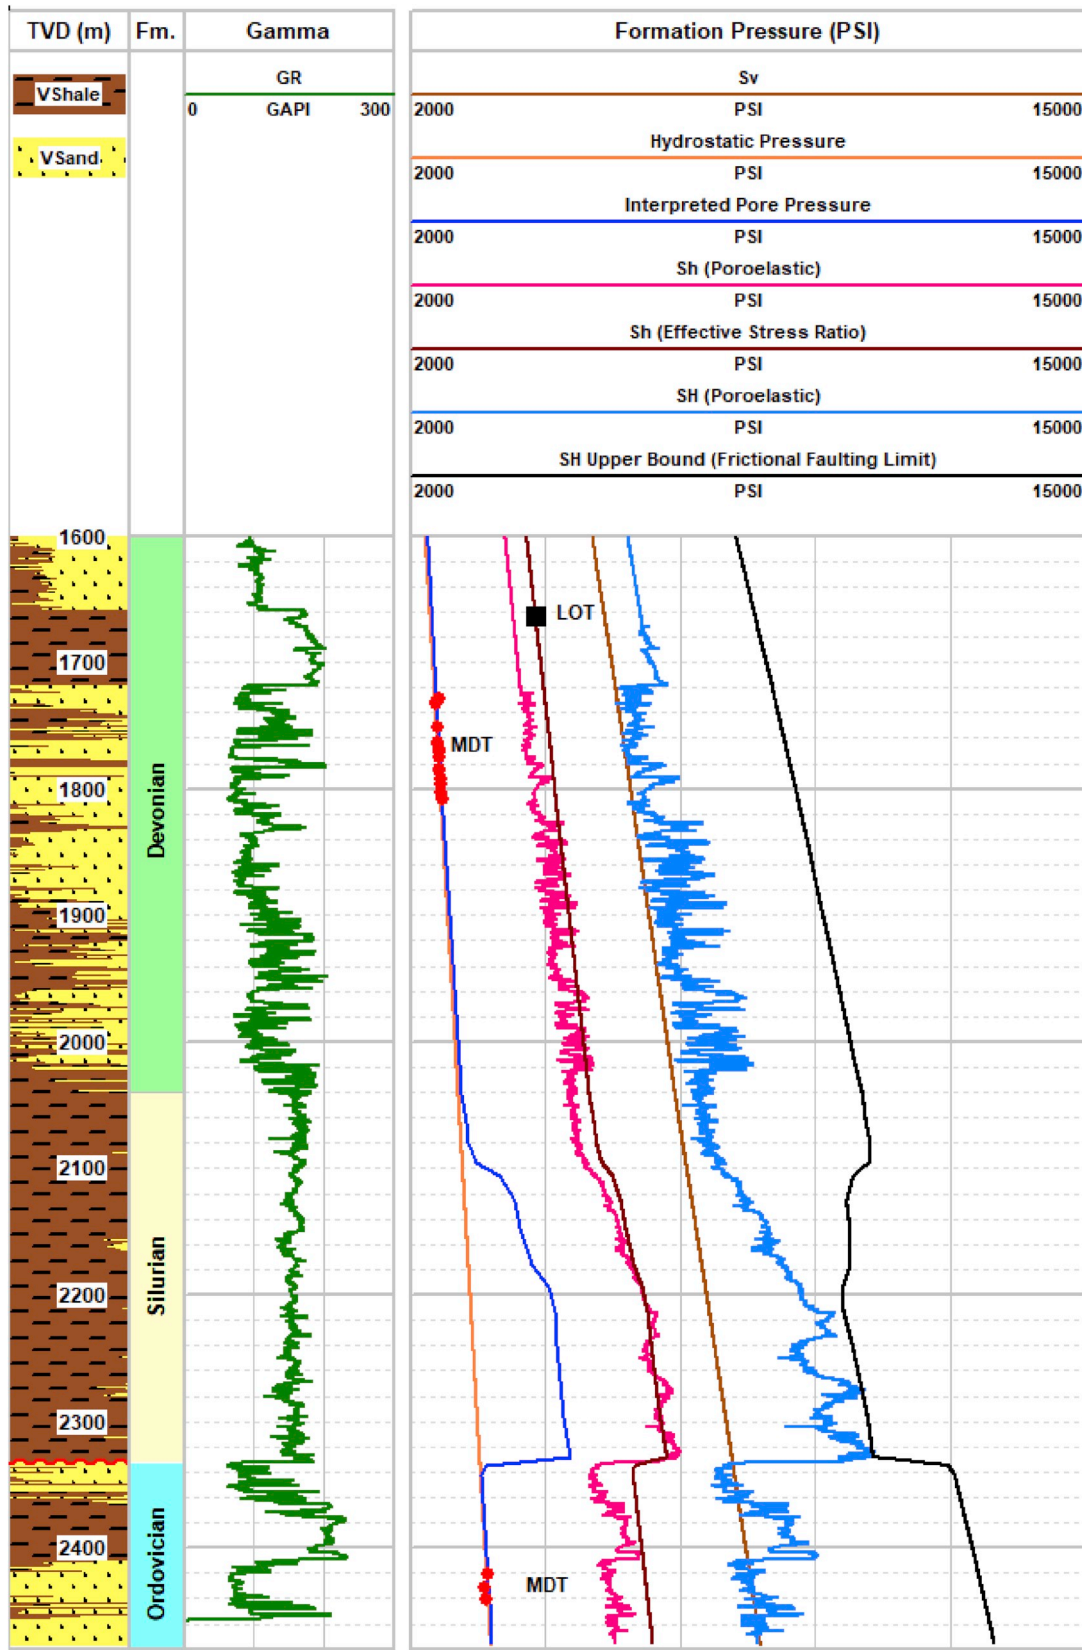 TVD (m) Fm. Gamma Formation Pressure (PSI)
VShale
VSand
GR
0 GAPI 300
Sv
2000 PSI 15000
Hydrostatic Pressure
2000 PSI 15000
Interpreted Pore Pressure
2000 PSI 15000
Sh (Poroelastic)
2000 PSI 15000
Sh (Effective Stress Ratio)
2000 PSI 15000
SH (Poroelastic)
2000 PSI 15000
SH Upper Bound (Frictional Faulting Limit)
2000 PSI 15000
1600
LOT
1700
MDT
1800
Devonian
1900
2000
2100
Silurian
2200
2300
2400
Ordovician
MDT